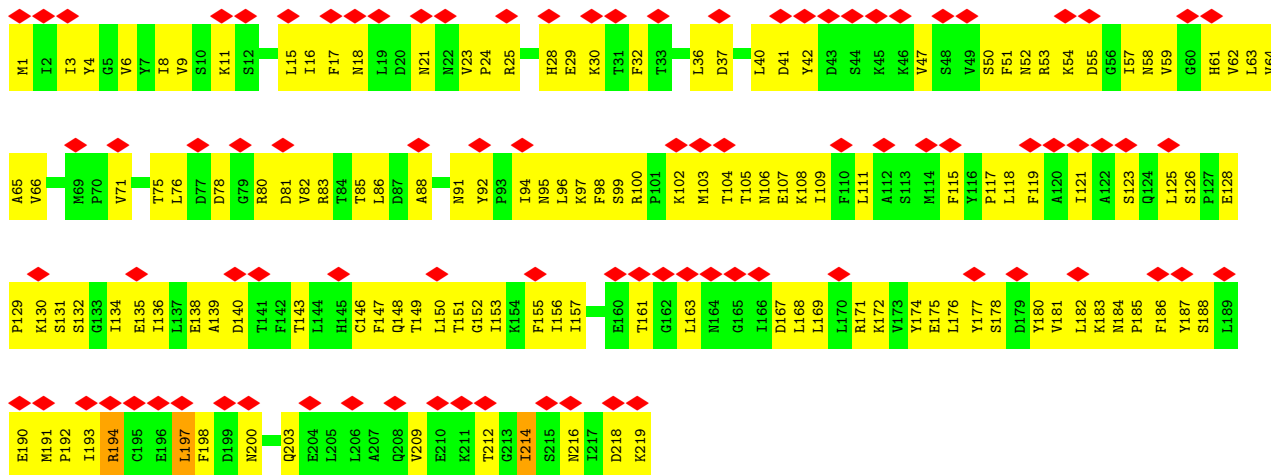 M1 I2 I3 Y4 G5 V6 Y7 I8 V9 S10 K11 S12 L15 I16 F17 N18 L19 D20 N21 N22 V23 P24 R25 H28 E29 K30 T31 F32 T33 L36 D37 L40 D41 Y42 D43 S44 K45 K46 V47 S48 V49 S50 F51 N52 R53 K54 D55 G56 I57 N58 V59 G60 H61 V62 L63 V64
A65 V66 M69 P70 V71 T75 L76 D77 D78 G79 R80 D81 V82 R83 T84 T85 L86 D87 A88 N91 Y92 P93 I94 N95 L96 K97 F98 S99 R100 P101 K102 M103 T104 T105 N106 E107 K108 I109 F110 L111 A112 S113 M114 F115 Y116 P117 L118 F119 A120 I121 A122 S123 Q124 L125 S126 P127 E128
P129 K130 S131 S132 G133 I134 E135 I136 L137 E138 A139 D140 T141 F142 T143 L144 H145 C146 F147 Q148 T149 L150 T151 G152 I153 K154 F155 I156 I157 E160 T161 G162 L163 N164 G165 I166 D167 L168 L169 L170 R171 K172 V173 Y174 E175 L176 Y177 S178 D179 Y180 V181 L182 K183 N184 P185 F186 Y187 S188 L189
E190 M191 P192 I193 R194 C195 E196 L197 F198 D199 N200 Q203 E204 L205 L206 A207 Q208 V209 E210 K211 T212 G213 I214 S215 N216 I217 D218 K219